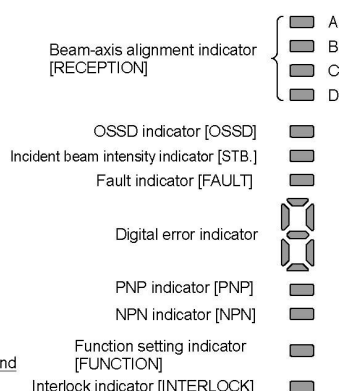 A
Beam-axis alignment indicator
B
[RECEPTION]
C
D
OSSD indicator [OSSD]
Incident beam intensity indicator [STB.]
Fault indicator [FAULT]
Digital error indicator
PNP indicator [PNP]
NPN indicator [NPN]
Function setting indicator
[FUNCTION]
Interlock indicator [INTERLOCK]